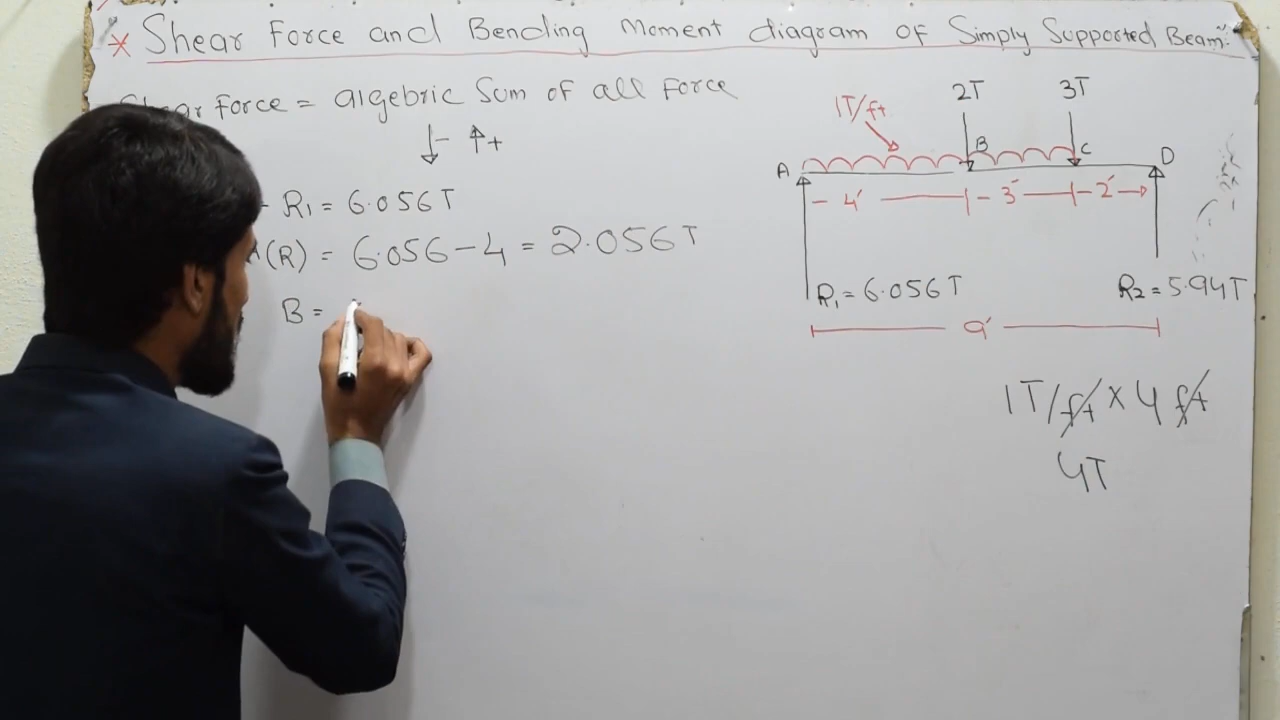 * Shear Force and Bending Moment diagram of Simply Supported Beam:
Force = algebric Sum of all Force
- +
R1 = 6.056T
(R) = 6.056 - 4 = 2.056T
B =
1T/ft
2T
3T
A B C D
4' 3' 2'
R1 = 6.056T
R2 = 5.94T
9'
1T/ft x 4 ft
4T